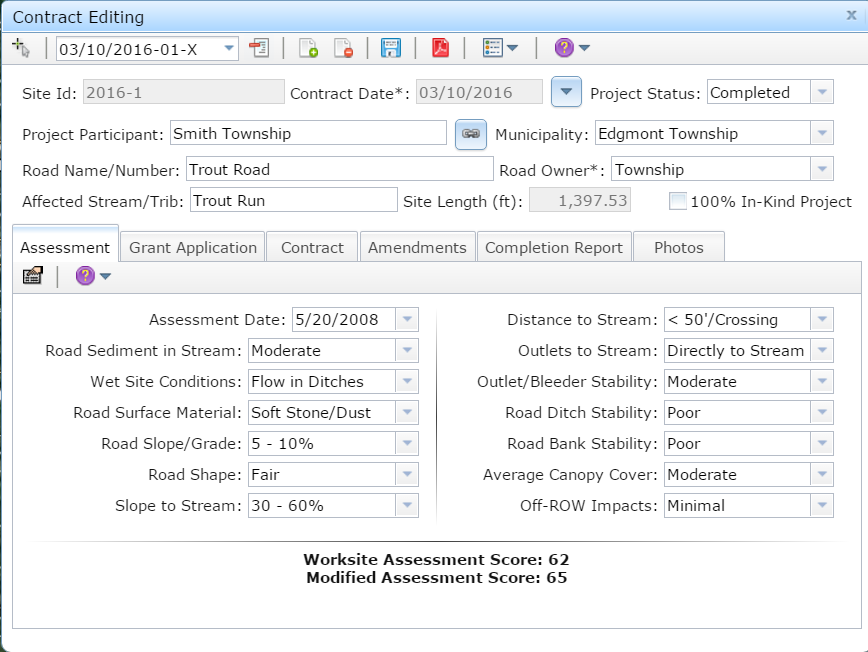 Contract Editing
03/10/2016-01-X
Site Id: 2016-1 Contract Date*: 03/10/2016 Project Status: Completed
Project Participant: Smith Township Municipality: Edgmont Township
Road Name/Number: Trout Road Road Owner*: Township
Affected Stream/Trib: Trout Run Site Length (ft): 1,397.53 100% In-Kind Project
Assessment Grant Application Contract Amendments Completion Report Photos
Assessment Date: 5/20/2008 Distance to Stream: < 50'/Crossing
Road Sediment in Stream: Moderate Outlets to Stream: Directly to Stream
Wet Site Conditions: Flow in Ditches Outlet/Bleeder Stability: Moderate
Road Surface Material: Soft Stone/Dust Road Ditch Stability: Poor
Road Slope/Grade: 5 - 10% Road Bank Stability: Poor
Road Shape: Fair Average Canopy Cover: Moderate
Slope to Stream: 30 - 60% Off-ROW Impacts: Minimal
Worksite Assessment Score: 62
Modified Assessment Score: 65